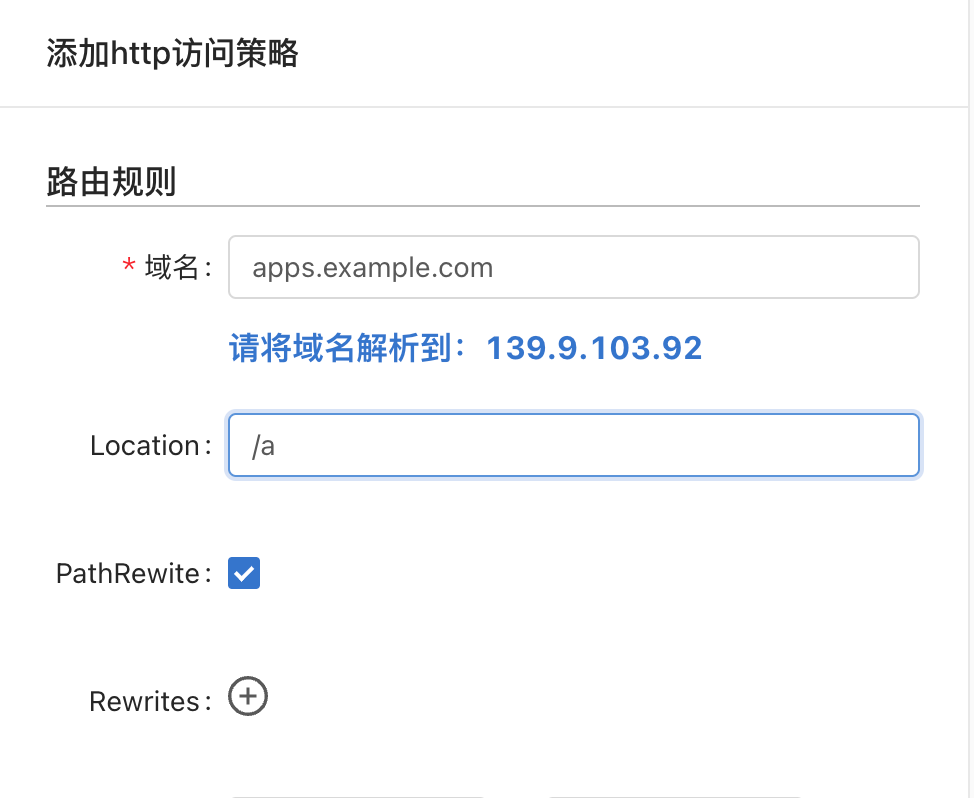 添加http访问策略
路由规则
* 域名 :
apps.example.com
请将域名解析到： 139.9.103.92
Location :
/a
PathRewite :
Rewrites :